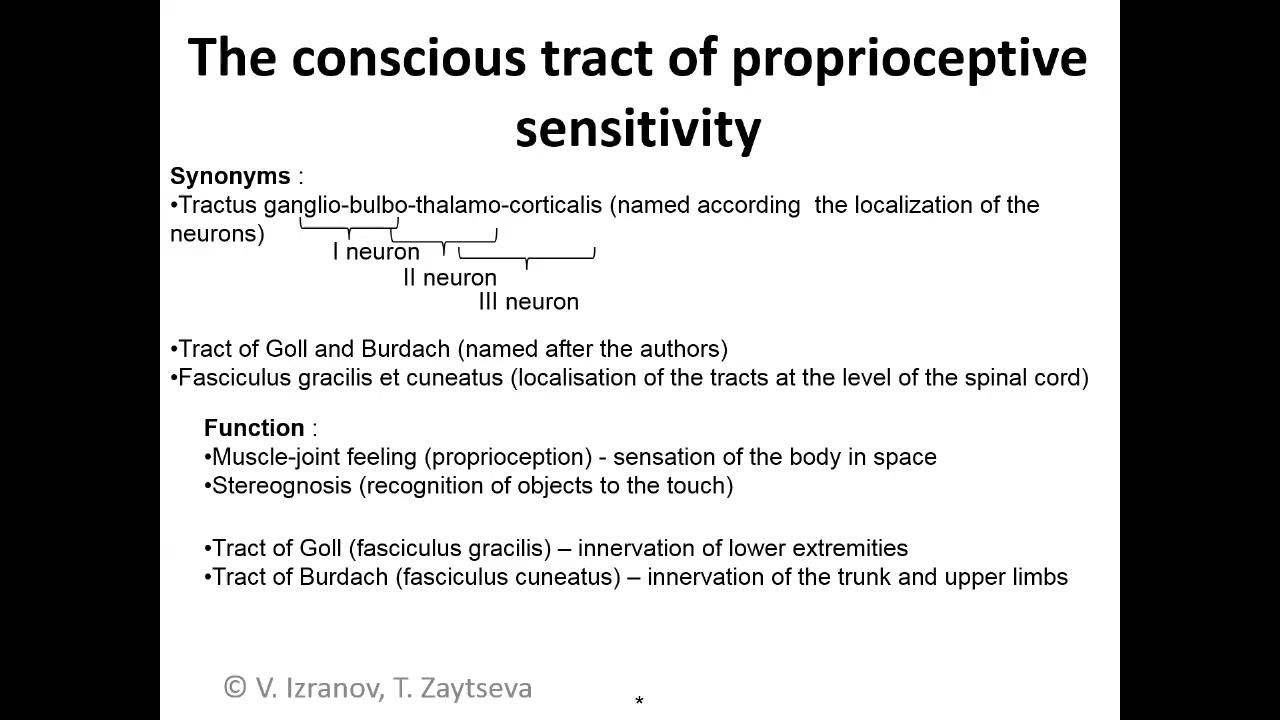 The conscious tract of proprioceptive
sensitivity
Synonyms :
•Tractus ganglio-bulbo-thalamo-corticalis (named according  the localization of the
neurons)
I neuron
II neuron
III neuron
•Tract of Goll and Burdach (named after the authors)
•Fasciculus gracilis et cuneatus (localisation of the tracts at the level of the spinal cord)
Function :
•Muscle-joint feeling (proprioception) - sensation of the body in space
•Stereognosis (recognition of objects to the touch)
•Tract of Goll (fasciculus gracilis) – innervation of lower extremities
•Tract of Burdach (fasciculus cuneatus) – innervation of the trunk and upper limbs
© V. Izranov, T. Zaytseva
*